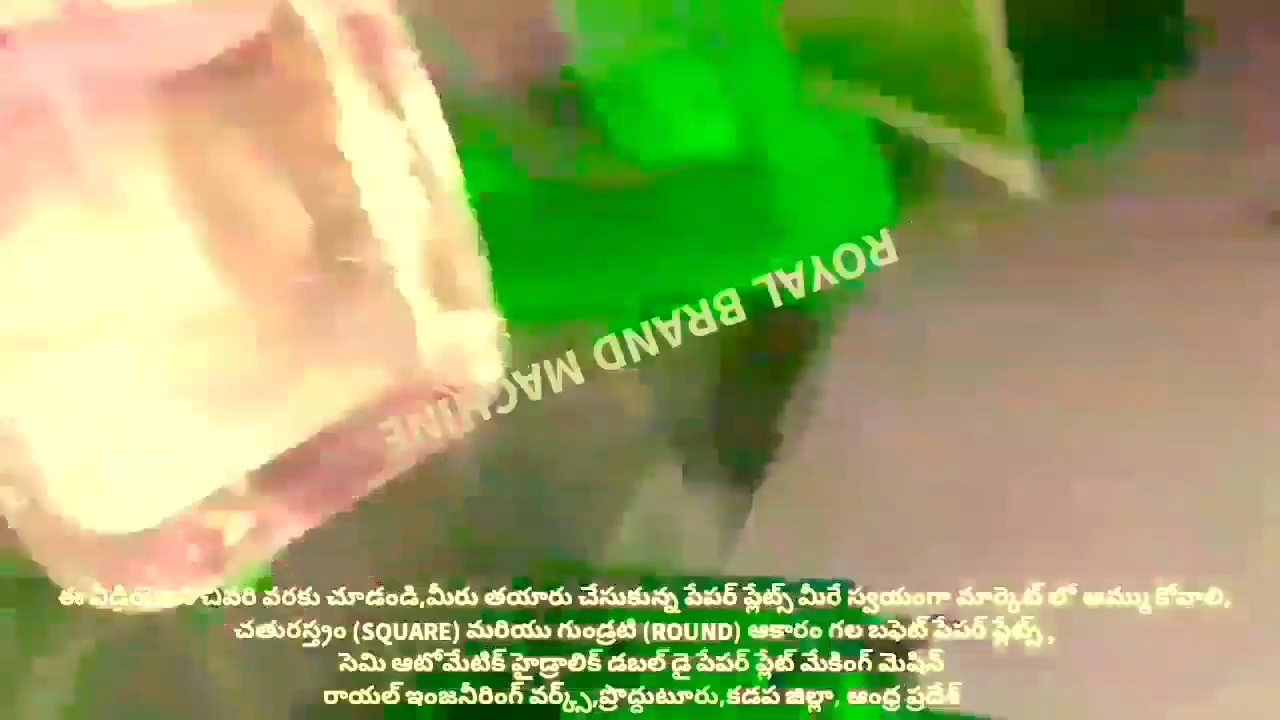 ROYAL BRAND MACHINE
ఈ వీడియోని చివరి వరకు చూడండి,మీరు తయారు చేసుకున్న పేపర్ ప్లేట్స్ మీరే స్వయంగా మార్కెట్ లో అమ్ము కోవాలి,
చతురస్త్రం (SQUARE) మరియు గుండ్రటి (ROUND) ఆకారం గల బఫెట్ పేపర్ ప్లేట్స్ ,
సెమి ఆటోమేటిక్ హైడ్రాలిక్ డబల్ డై పేపర్ ప్లేట్ మేకింగ్ మెషిన్
రాయల్ ఇంజనీరింగ్ వర్క్స్,ప్రొద్దుటూరు,కడప జిల్లా, ఆంధ్ర ప్రదేశ్